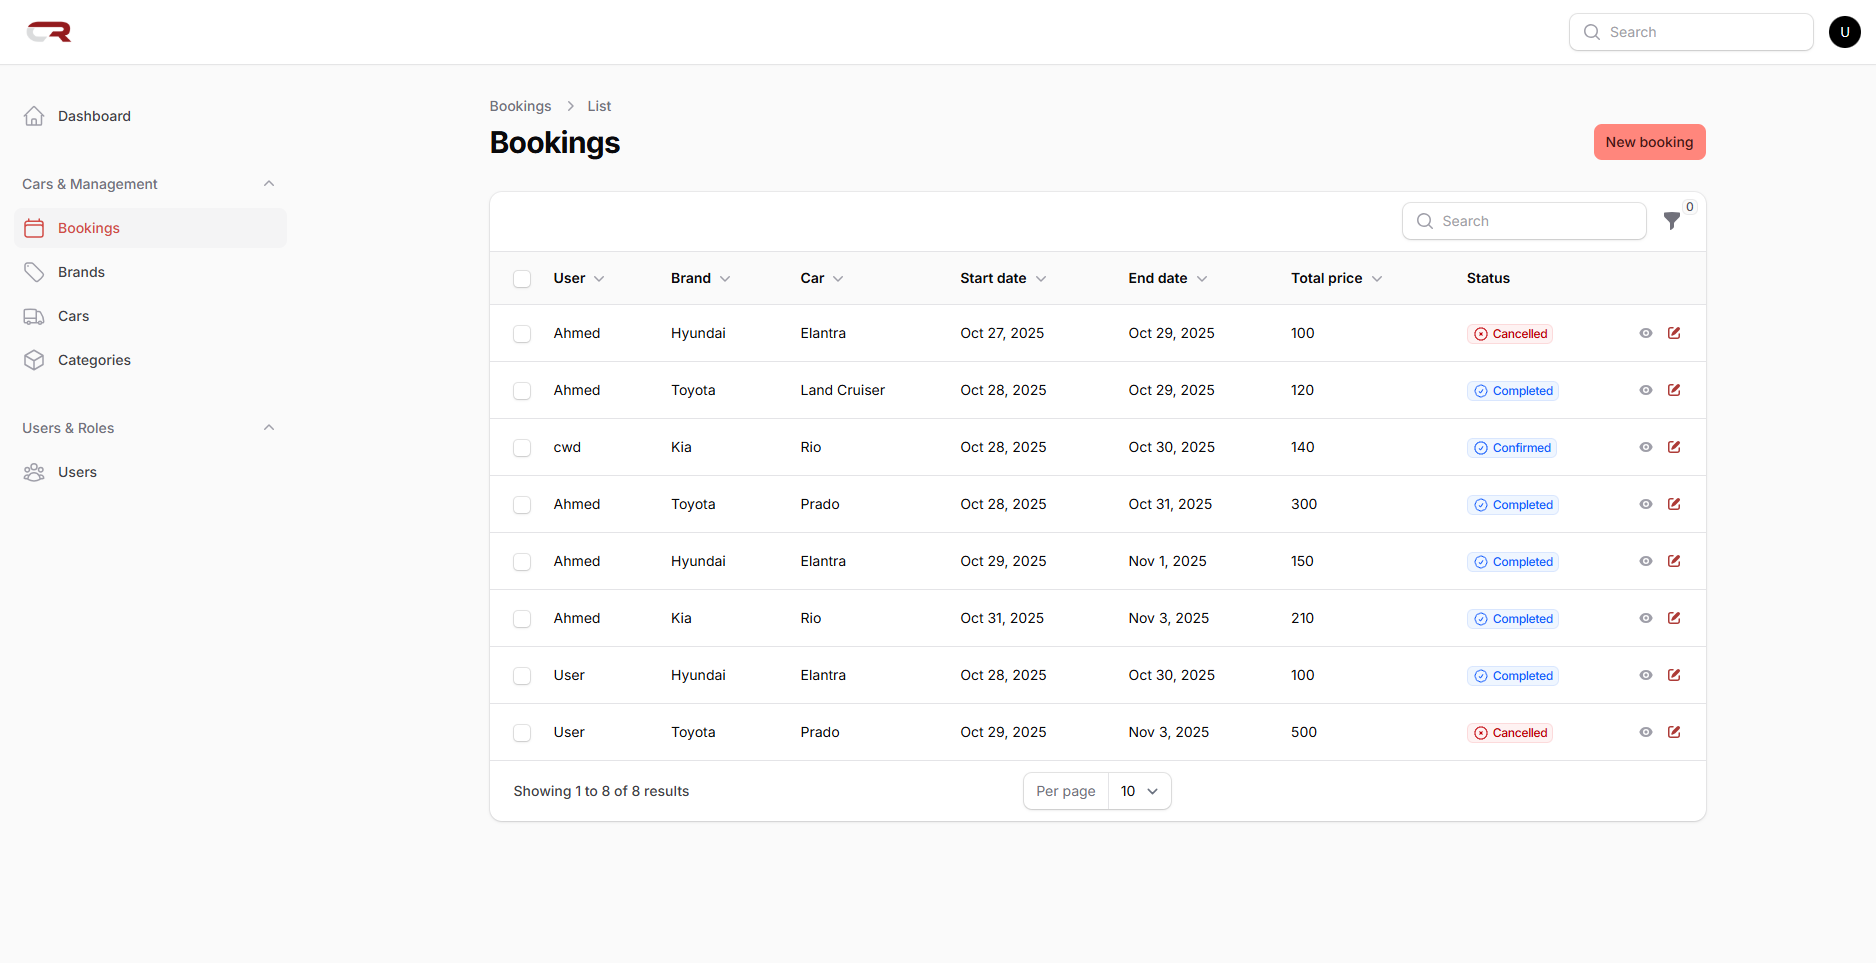 CR
Search
U
Dashboard
Cars & Management
Bookings
Brands
Cars
Categories
Users & Roles
Users
Bookings > List
Bookings
New booking
Search
0
User Brand Car Start date End date Total price Status
Ahmed Hyundai Elantra Oct 27, 2025 Oct 29, 2025 100 Cancelled
Ahmed Toyota Land Cruiser Oct 28, 2025 Oct 29, 2025 120 Completed
cwd Kia Rio Oct 28, 2025 Oct 30, 2025 140 Confirmed
Ahmed Toyota Prado Oct 28, 2025 Oct 31, 2025 300 Completed
Ahmed Hyundai Elantra Oct 29, 2025 Nov 1, 2025 150 Completed
Ahmed Kia Rio Oct 31, 2025 Nov 3, 2025 210 Completed
User Hyundai Elantra Oct 28, 2025 Oct 30, 2025 100 Completed
User Toyota Prado Oct 29, 2025 Nov 3, 2025 500 Cancelled
Showing 1 to 8 of 8 results
Per page 10